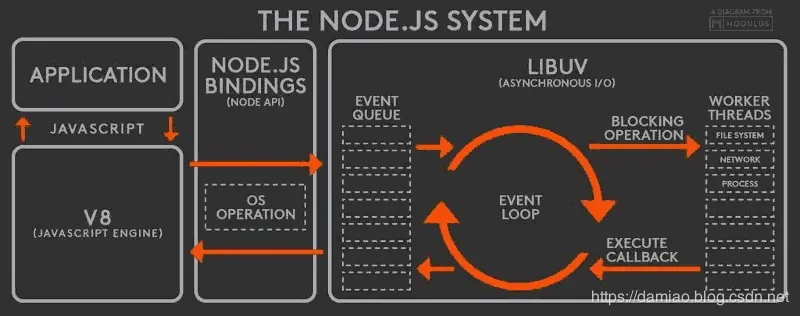 THE NODE.JS SYSTEM
A DIAGRAM FROM
MODULUS
APPLICATION
JAVASCRIPT
V8
(JAVASCRIPT ENGINE)
NODE.JS
BINDINGS
(NODE API)
OS
OPERATION
LIBUV
(ASYNCHRONOUS I/O)
EVENT
QUEUE
EVENT
LOOP
BLOCKING
OPERATION
EXECUTE
CALLBACK
WORKER
THREADS
FILE SYSTEM
NETWORK
PROCESS
https://damiao.blog.csdn.net